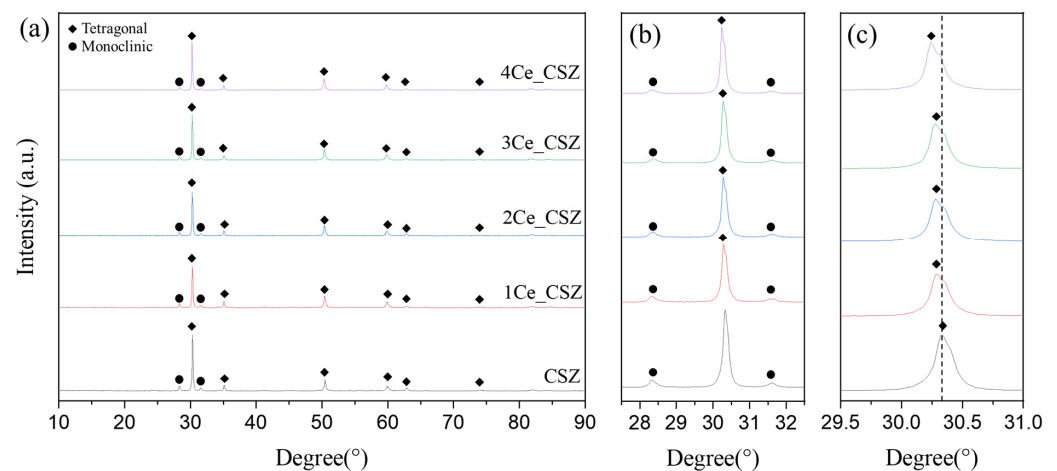 (a)
Tetragonal
Monoclinic
4Ce_CSZ
3Ce_CSZ
2Ce_CSZ
1Ce_CSZ
CSZ
Intensity (a.u.)
10 20 30 40 50 60 70 80 90
Degree(°)
(b)
28 29 30 31 32
Degree(°)
(c)
29.5 30.0 30.5 31.0
Degree(°)